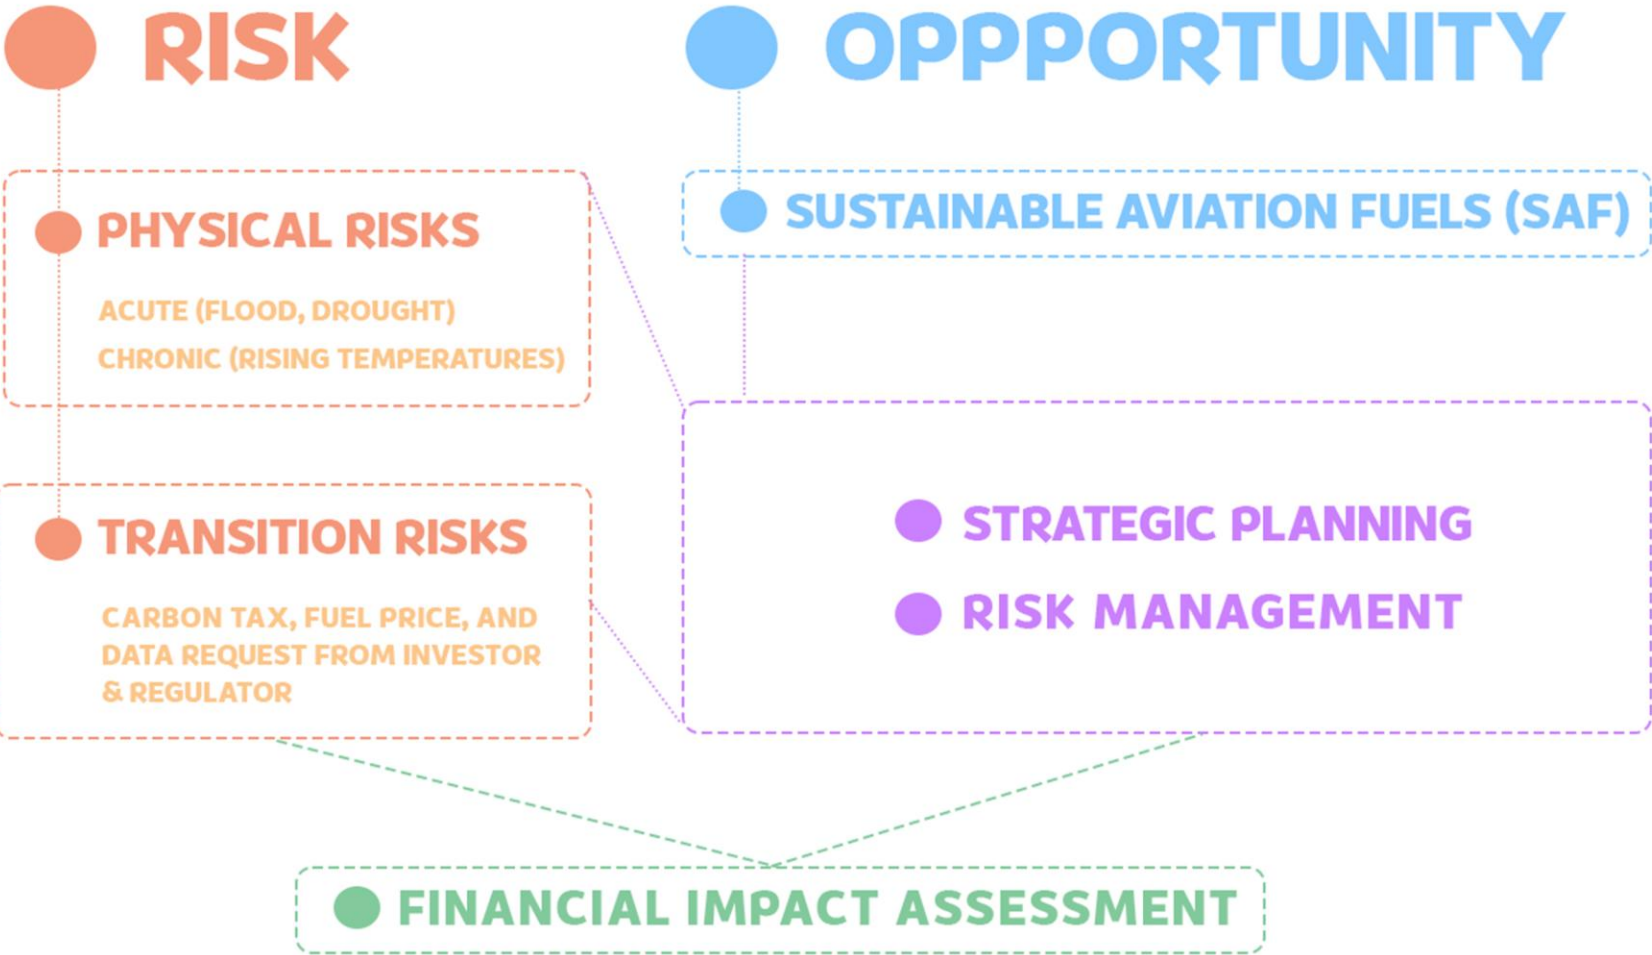 RISK
PHYSICAL RISKS
ACUTE (FLOOD, DROUGHT)
CHRONIC (RISING TEMPERATURES)
TRANSITION RISKS
CARBON TAX, FUEL PRICE, AND
DATA REQUEST FROM INVESTOR
& REGULATOR
OPPPORTUNITY
SUSTAINABLE AVIATION FUELS (SAF)
STRATEGIC PLANNING
RISK MANAGEMENT
FINANCIAL IMPACT ASSESSMENT